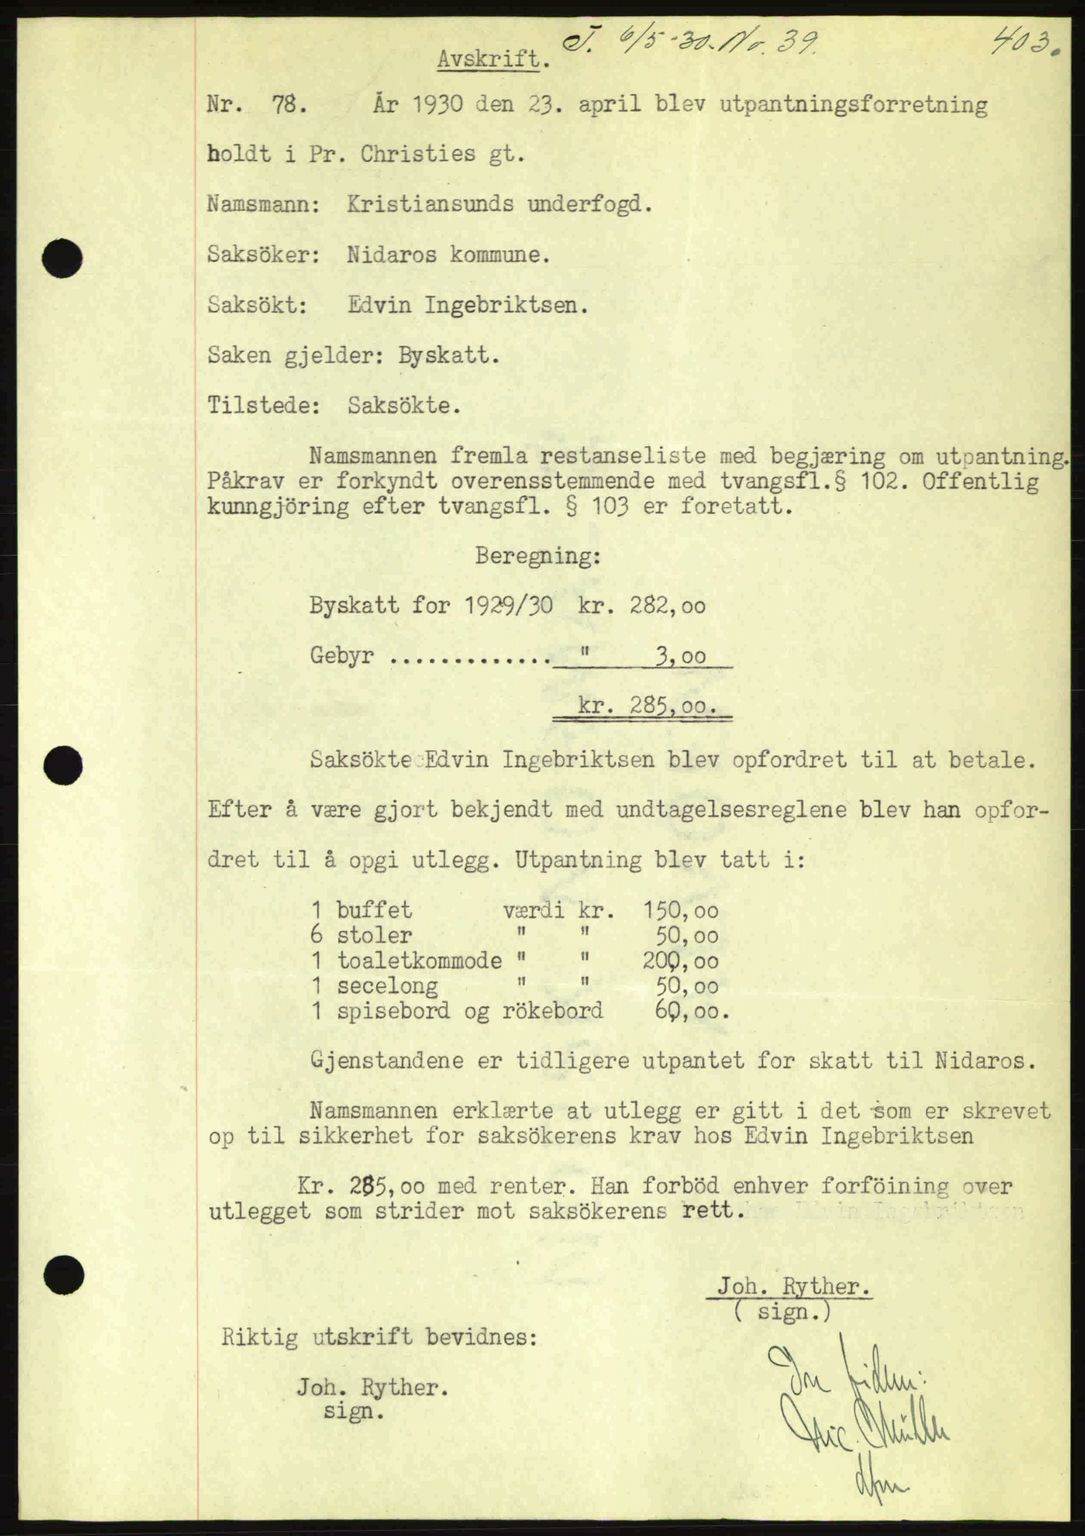 J. 6/5-30. No. 39. 403.
Avskrift.
Nr. 78. År 1930 den 23. april blev utpantningsforretning
holdt i Pr. Christies gt.
Namsmann: Kristiansunds underfogd.
Saksöker: Nidaros kommune.
Saksökt: Edvin Ingebriktsen.
Saken gjelder: Byskatt.
Tilstede: Saksökte.
Namsmannen fremla restanseliste med begjæring om utpantning.
Påkrav er forkyndt overensstemmende med tvangsfl.§ 102. Offentlig
kunngjöring efter tvangsfl. § 103 er foretatt.
Beregning:
Byskatt for 1929/30 kr. 282,oo
Gebyr ............. " 3,oo
kr. 285,oo.
Saksökte Edvin Ingebriktsen blev opfordret til at betale.
Efter å være gjort bekjendt med undtagelsesreglene blev han opfor-
dret til å opgi utlegg. Utpantning blev tatt i:
1 buffet værdi kr. 150,oo
6 stoler " " 50,oo
1 toaletkommode " " 200,oo
1 secelong " " 50,oo
1 spisebord og rökebord 60,oo.
Gjenstandene er tidligere utpantet for skatt til Nidaros.
Namsmannen erklærte at utlegg er gitt i det som er skrevet
op til sikkerhet for saksökerens krav hos Edvin Ingebriktsen
Kr. 285,oo med renter. Han forböd enhver forföining over
utlegget som strider mot saksökerens rett.
Joh. Ryther.
( sign.)
Riktig utskrift bevidnes:
Joh. Ryther.
sign.
In fidem:
Nic. Müller